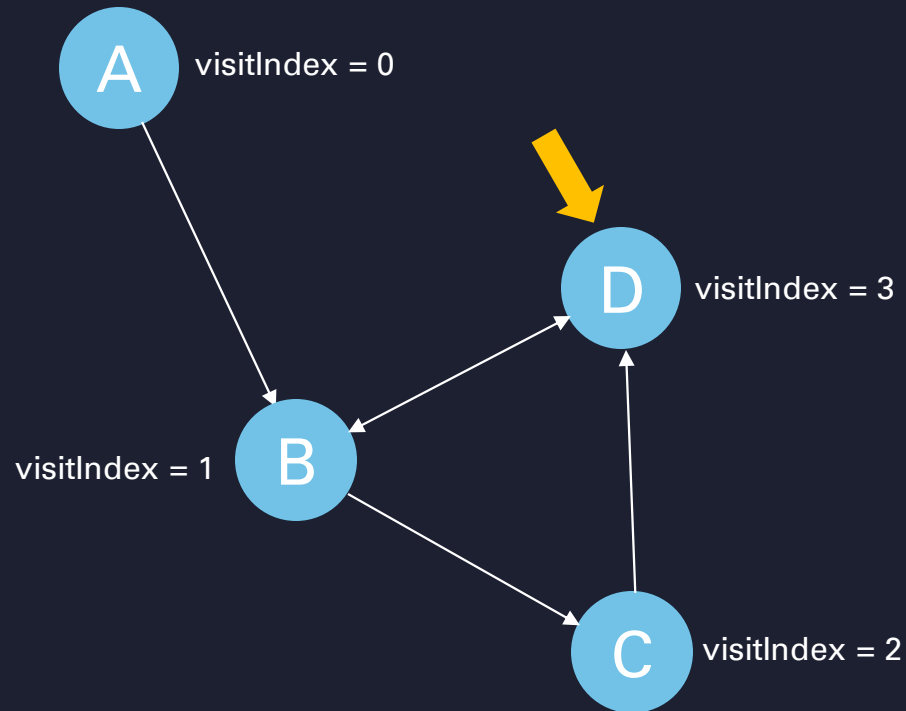 A
visitIndex = 0
D
visitIndex = 3
B
visitIndex = 1
C
visitIndex = 2